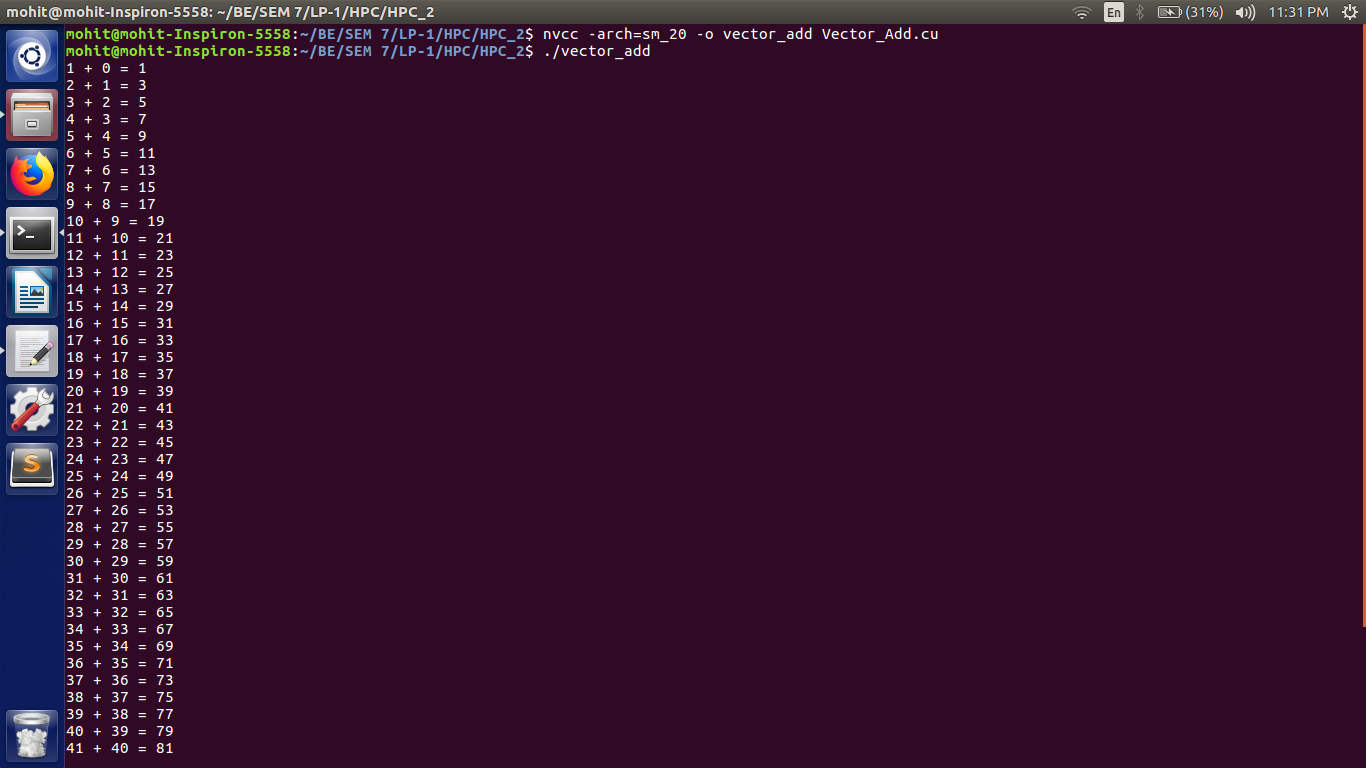 mohit@mohit-Inspiron-5558: ~/BE/SEM 7/LP-1/HPC/HPC_2 En (31%) 11:31 PM
mohit@mohit-Inspiron-5558:~/BE/SEM 7/LP-1/HPC/HPC_2$ nvcc -arch=sm_20 -o vector_add Vector_Add.cu
mohit@mohit-Inspiron-5558:~/BE/SEM 7/LP-1/HPC/HPC_2$ ./vector_add
1 + 0 = 1
2 + 1 = 3
3 + 2 = 5
4 + 3 = 7
5 + 4 = 9
6 + 5 = 11
7 + 6 = 13
8 + 7 = 15
9 + 8 = 17
10 + 9 = 19
11 + 10 = 21
12 + 11 = 23
13 + 12 = 25
14 + 13 = 27
15 + 14 = 29
16 + 15 = 31
17 + 16 = 33
18 + 17 = 35
19 + 18 = 37
20 + 19 = 39
21 + 20 = 41
22 + 21 = 43
23 + 22 = 45
24 + 23 = 47
25 + 24 = 49
26 + 25 = 51
27 + 26 = 53
28 + 27 = 55
29 + 28 = 57
30 + 29 = 59
31 + 30 = 61
32 + 31 = 63
33 + 32 = 65
34 + 33 = 67
35 + 34 = 69
36 + 35 = 71
37 + 36 = 73
38 + 37 = 75
39 + 38 = 77
40 + 39 = 79
41 + 40 = 81